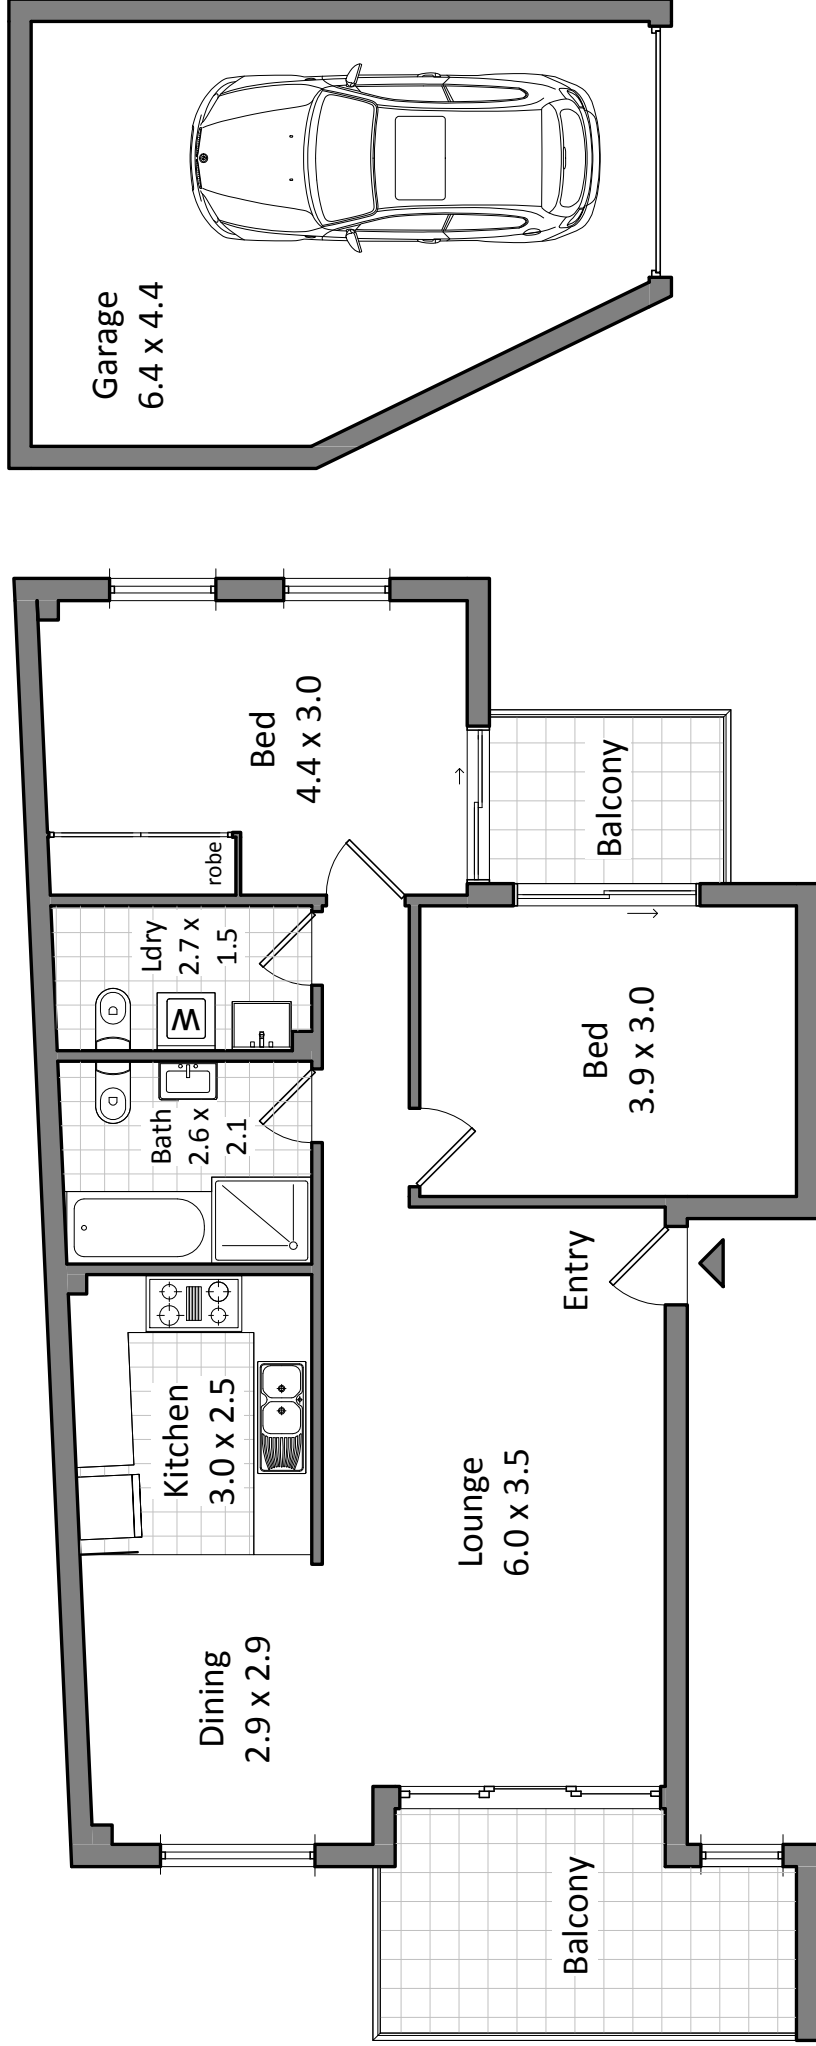 Garage
6.4 x 4.4
Bed
4.4 x 3.0
robe
Balcony
Ldry
2.7 x
1.5
W
Bath
2.6 x
2.1
Bed
3.9 x 3.0
Entry
Kitchen
3.0 x 2.5
Lounge
6.0 x 3.5
Dining
2.9 x 2.9
Balcony